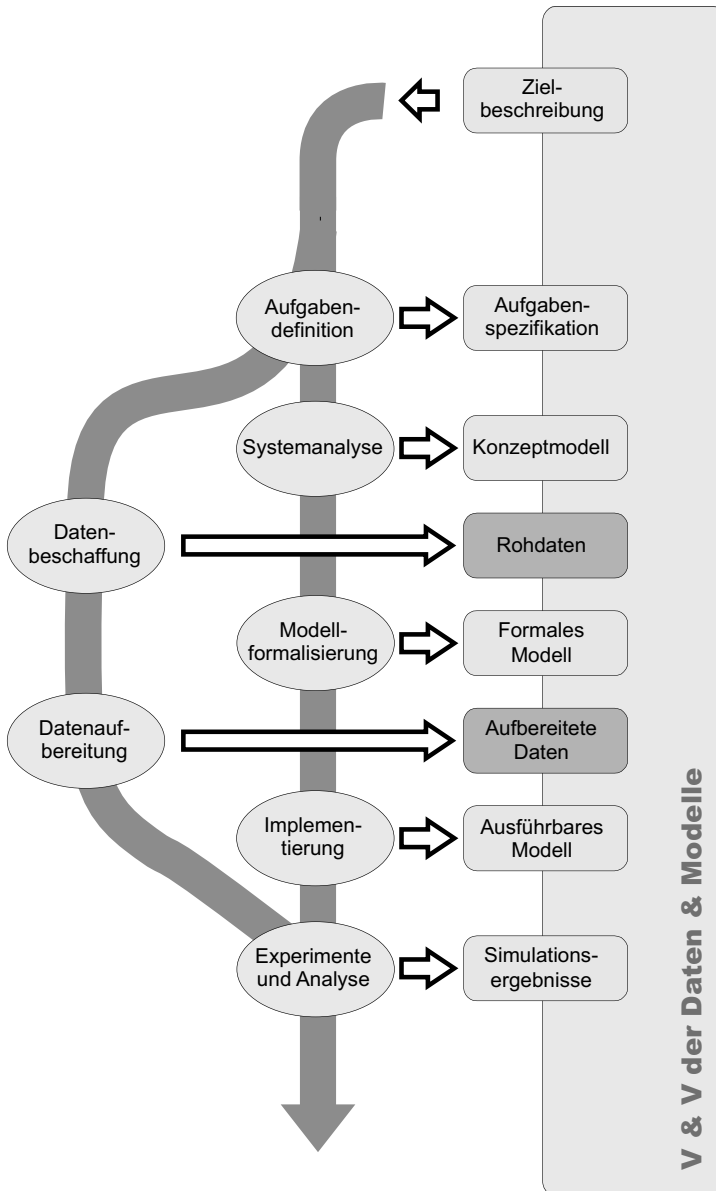 Ziel-
beschreibung
Aufgaben-
definition
Aufgaben-
spezifikation
Systemanalyse
Konzeptmodell
Daten-
beschaffung
Rohdaten
Modell-
formalisierung
Formales
Modell
Datenauf-
bereitung
Aufbereitete
Daten
Implemen-
tierung
Ausführbares
Modell
Experimente
und Analyse
Simulations-
ergebnisse
V & V der Daten & Modelle